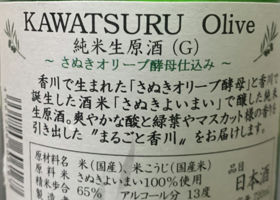 KAWATSURU Olive
純米生原酒(G)
～さぬきオリーブ酵母仕込み～
香川で生まれた「さぬきオリーブ酵母」と香川で
誕生した酒米「さぬきよいまい」で醸した純米生
生原酒。爽やかな酸と緑葉やマスカット様の香りを
引き出した〝まるごと香川〟をお届けします。
原材料名 米(国産)、米こうじ(国産米) 品目
原料米 さぬきよいまい100%使用
精米歩合 65% アルコール分 13度 日本酒